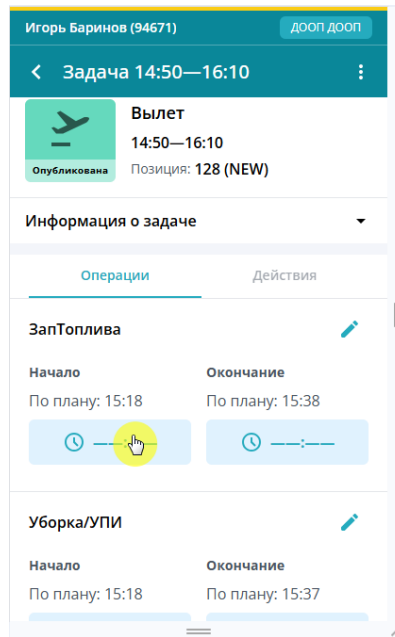 Игорь Баринов (94671) ДООП ДООП
Задача 14:50—16:10
Вылет
14:50—16:10
Опубликована
Позиция: 128 (NEW)
Информация о задаче
Операции Действия
ЗапТоплива
Начало Окончание
По плану: 15:18 По плану: 15:38
——:—— ——:——
Уборка/УПИ
Начало Окончание
По плану: 15:18 По плану: 15:37